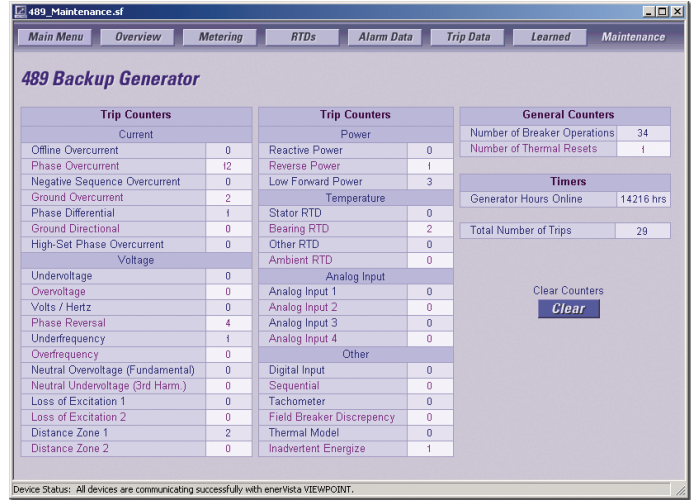 489_Maintenance.sf
Main Menu Overview Metering RTDs Alarm Data Trip Data Learned Maintenance
489 Backup Generator
Trip Counters
Current
Offline Overcurrent 0
Phase Overcurrent 12
Negative Sequence Overcurrent 0
Ground Overcurrent 2
Phase Differential 1
Ground Directional 0
High-Set Phase Overcurrent 0
Voltage
Undervoltage 0
Overvoltage 0
Volts / Hertz 0
Phase Reversal 4
Underfrequency 1
Overfrequency 0
Neutral Overvoltage (Fundamental) 0
Neutral Undervoltage (3rd Harm.) 0
Loss of Excitation 1 0
Loss of Excitation 2 0
Distance Zone 1 2
Distance Zone 2 0
Trip Counters
Power
Reactive Power 0
Reverse Power 1
Low Forward Power 3
Temperature
Stator RTD 0
Bearing RTD 2
Other RTD 0
Ambient RTD 0
Analog Input
Analog Input 1 0
Analog Input 2 0
Analog Input 3 0
Analog Input 4 0
Other
Digital Input 0
Sequential 0
Tachometer 0
Field Breaker Discrepency 0
Thermal Model 0
Inadvertent Energize 1
General Counters
Number of Breaker Operations 34
Number of Thermal Resets 1
Timers
Generator Hours Online 14216 hrs
Total Number of Trips 29
Clear Counters
Clear
Device Status: All devices are communicating successfully with enerVista VIEWPOINT.